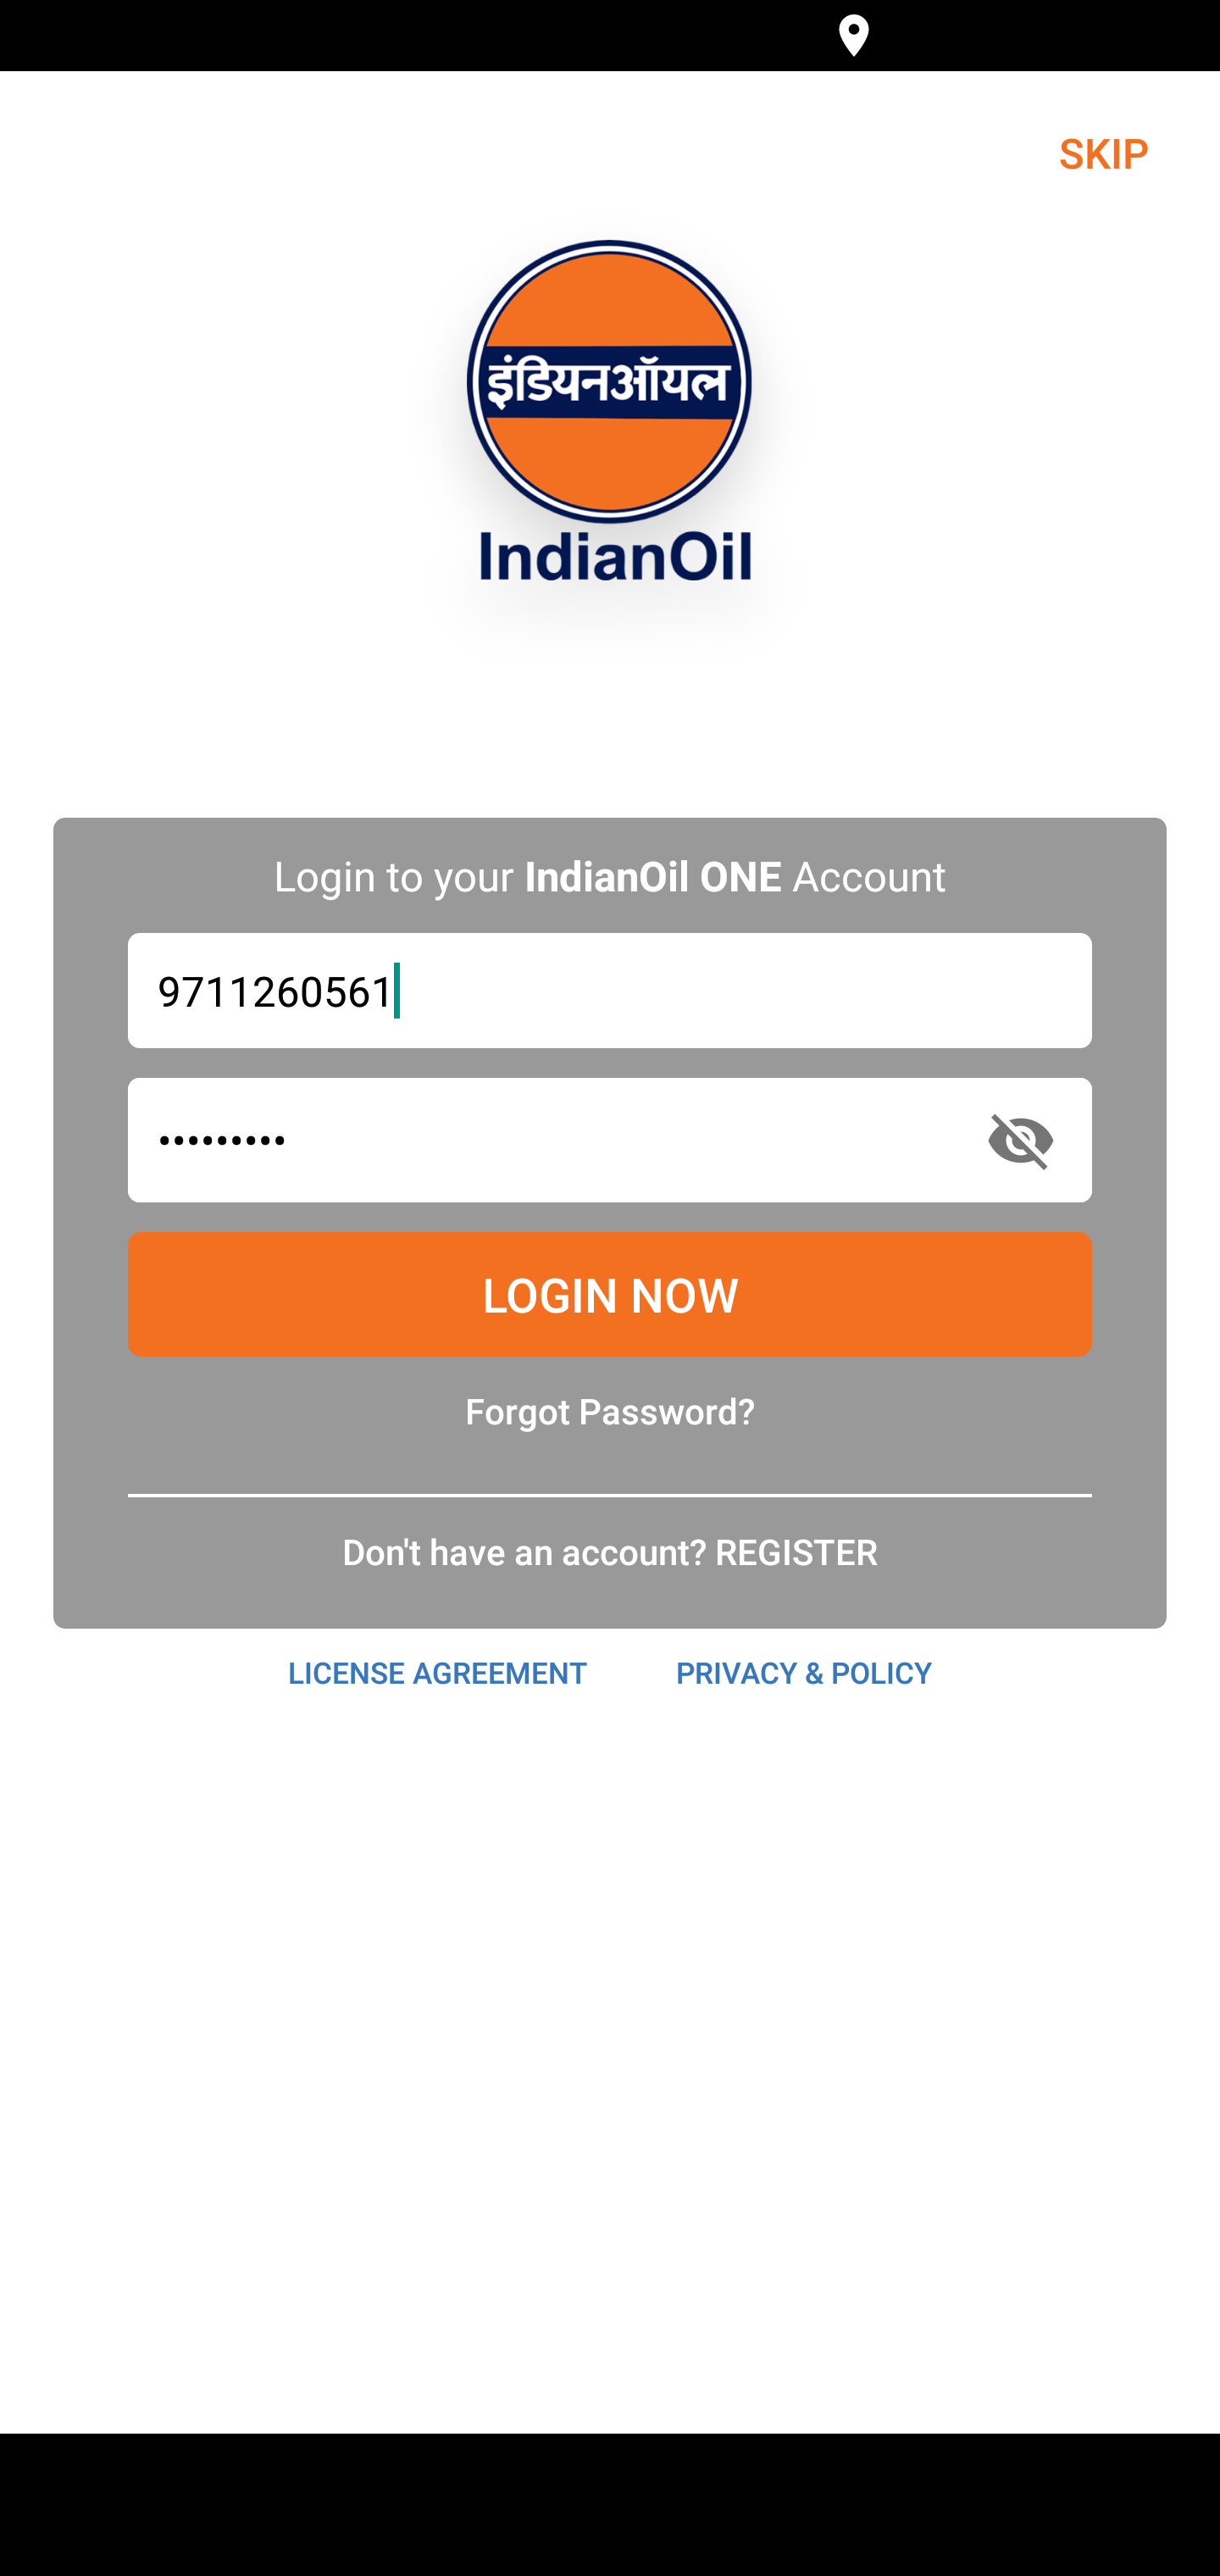 SKIP
इंडियनऑयल
IndianOil
Login to your IndianOil ONE Account
9711260561
•••••••••
LOGIN NOW
Forgot Password?
Don't have an account? REGISTER
LICENSE AGREEMENT PRIVACY & POLICY